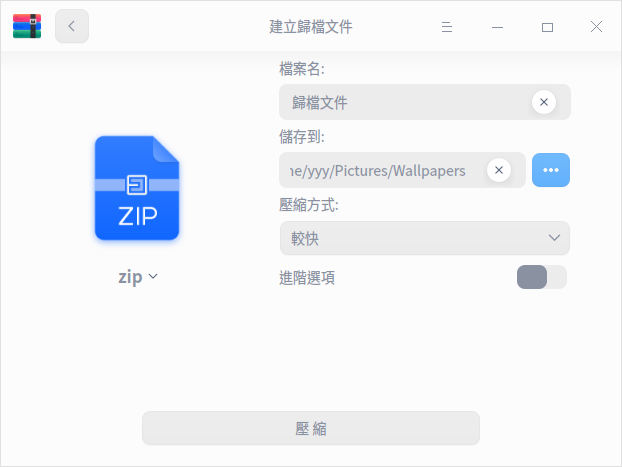 建立歸檔文件
檔案名:
歸檔文件
儲存到:
ne/yyy/Pictures/Wallpapers
壓縮方式:
較快
ZIP
zip
進階選項
壓 縮